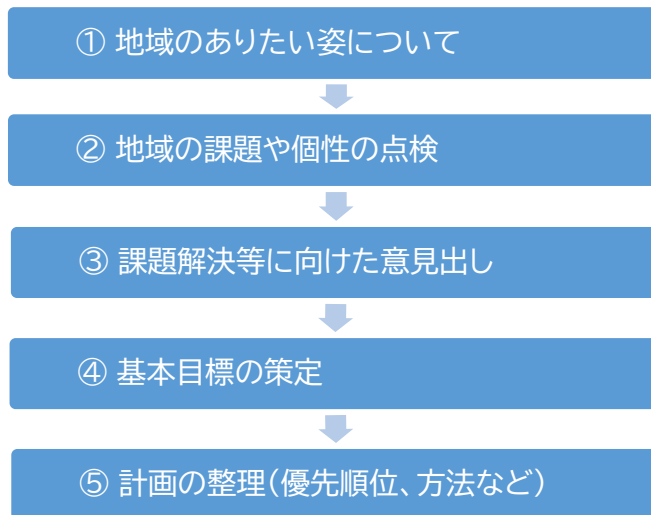 ① 地域のありたい姿について
② 地域の課題や個性の点検
③ 課題解決等に向けた意見出し
④ 基本目標の策定
⑤ 計画の整理(優先順位、方法など)